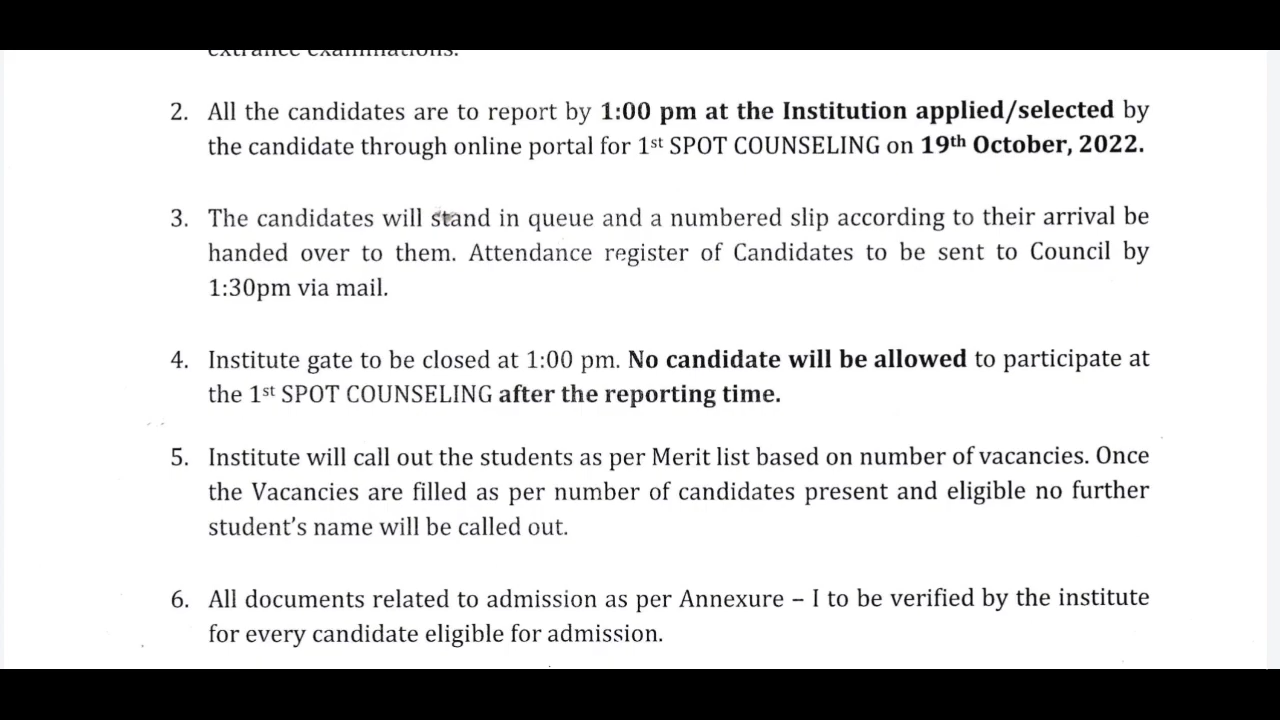 extrance examinations.
2. All the candidates are to report by 1:00 pm at the Institution applied/selected by
the candidate through online portal for 1st SPOT COUNSELING on 19th October, 2022.
3. The candidates will stand in queue and a numbered slip according to their arrival be
handed over to them. Attendance register of Candidates to be sent to Council by
1:30pm via mail.
4. Institute gate to be closed at 1:00 pm. No candidate will be allowed to participate at
the 1st SPOT COUNSELING after the reporting time.
5. Institute will call out the students as per Merit list based on number of vacancies. Once
the Vacancies are filled as per number of candidates present and eligible no further
student's name will be called out.
6. All documents related to admission as per Annexure – I to be verified by the institute
for every candidate eligible for admission.